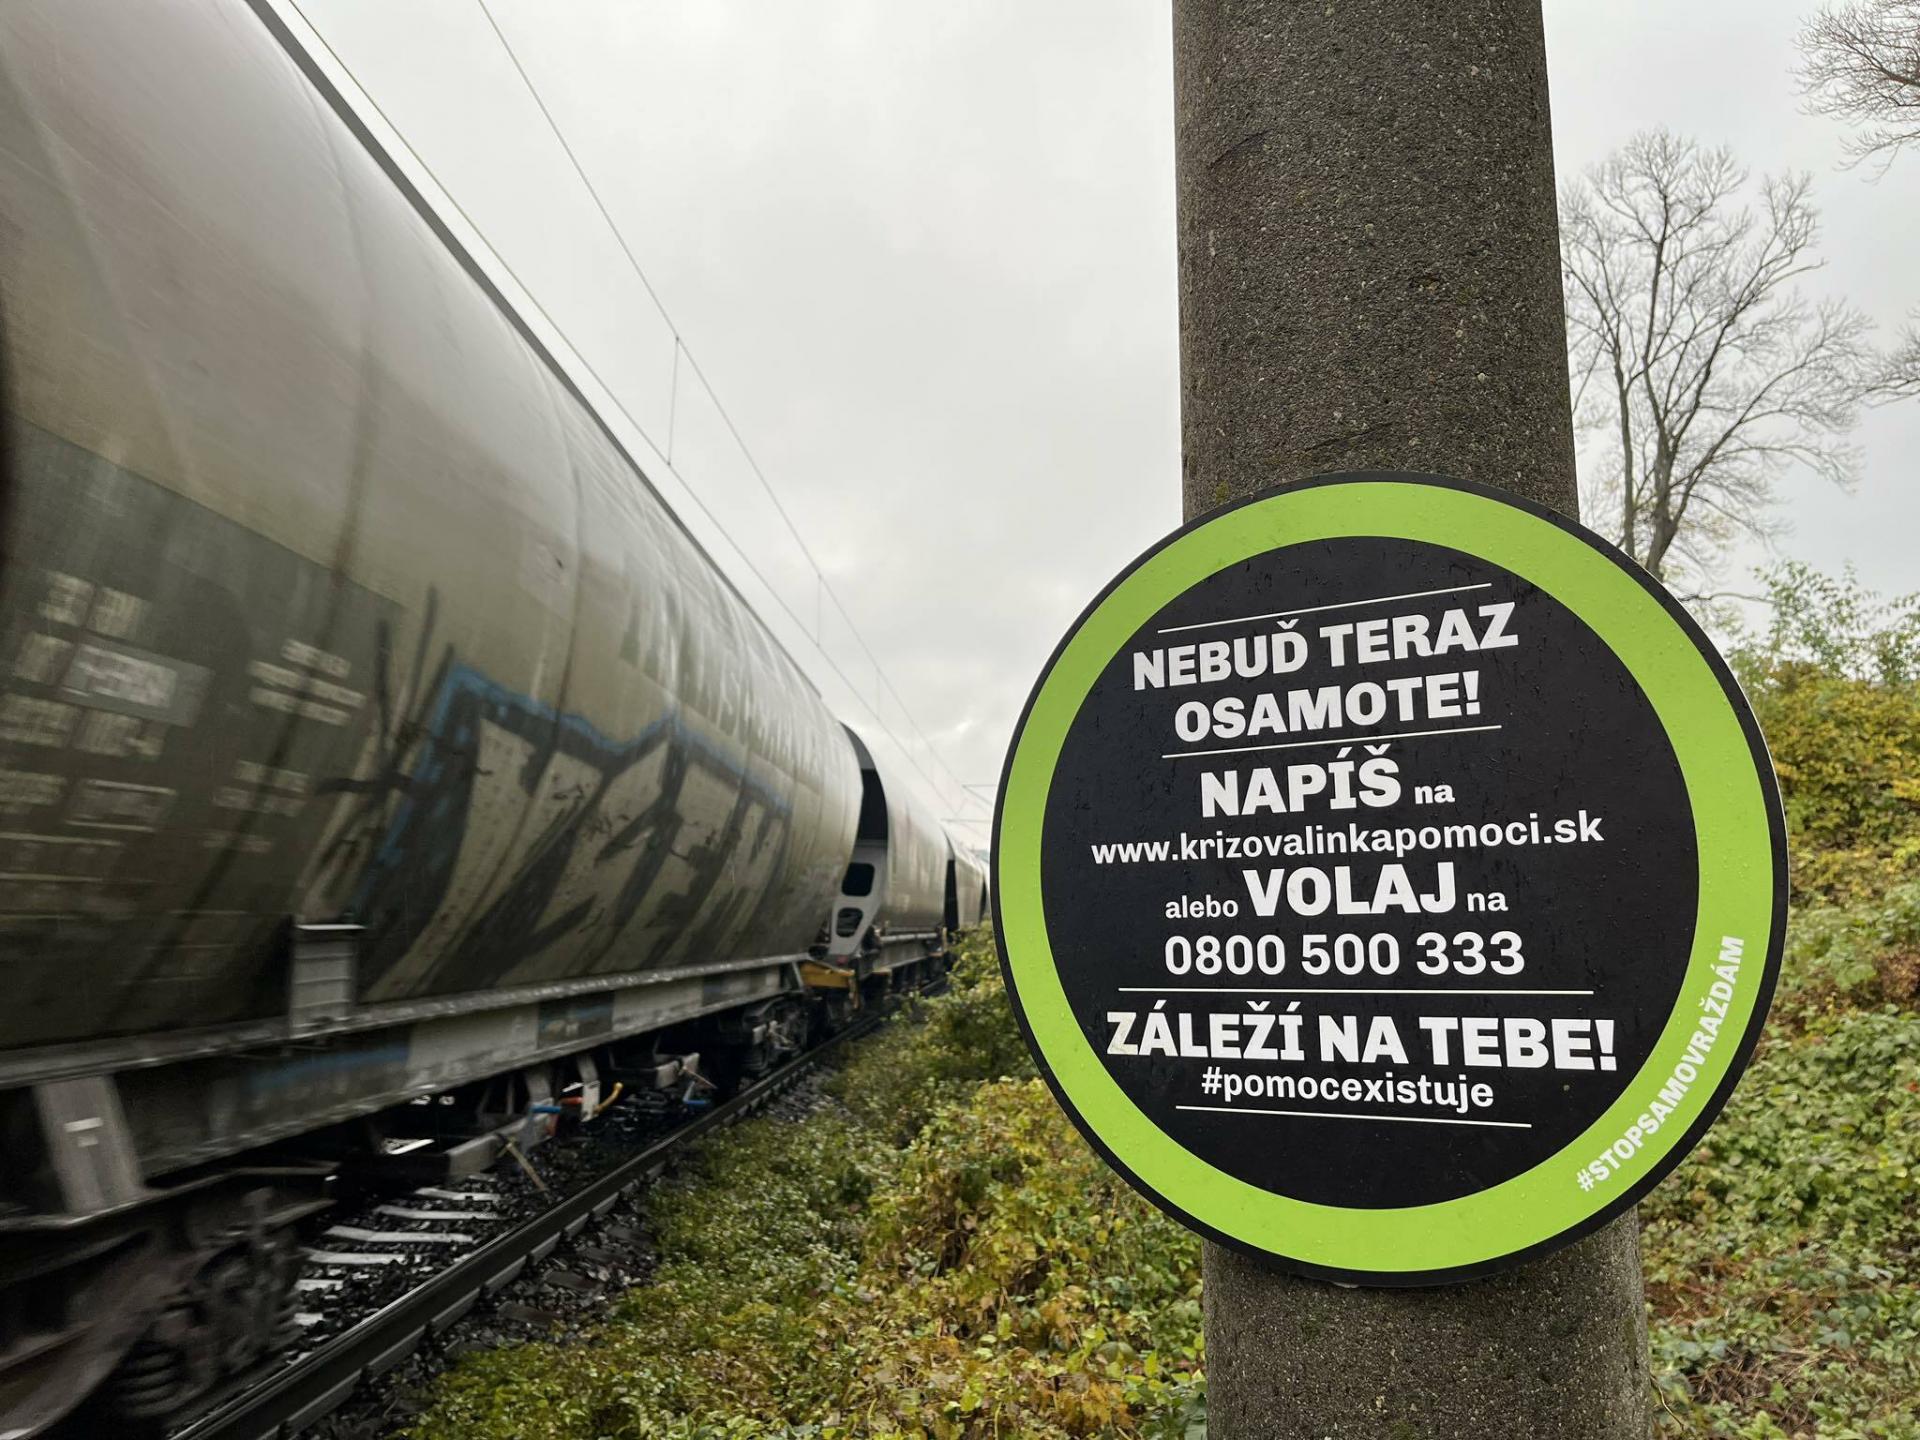 NEBUĎ TERAZ
OSAMOTE!
NAPÍŠ na
www.krizovalinkapomoci.sk
alebo VOLAJ na
0800 500 333
ZÁLEŽÍ NA TEBE!
#pomocexistuje
#STOPSAMOVRAŽDÁM